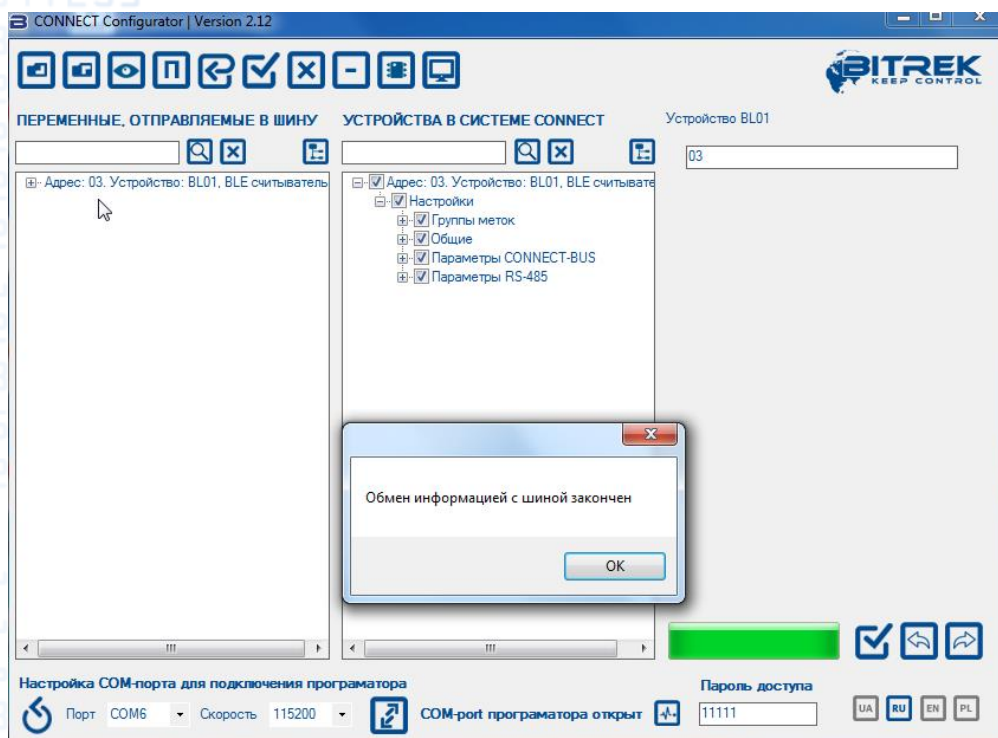 CONNECT Configurator | Version 2.12
BITREK
KEEP CONTROL
ПЕРЕМЕННЫЕ, ОТПРАВЛЯЕМЫЕ В ШИНУ
УСТРОЙСТВА В СИСТЕМЕ CONNECT
Устройство BL01
03
Адрес: 03. Устройство: BL01, BLE считыватель
Адрес: 03. Устройство: BL01, BLE считывате
Настройки
Группы меток
Общие
Параметры CONNECT-BUS
Параметры RS-485
Обмен информацией с шиной закончен
OK
Настройка COM-порта для подключения програматора
Пароль доступа
Порт COM6 Скорость 115200 COM-port програматора открыт 11111 UA RU EN PL